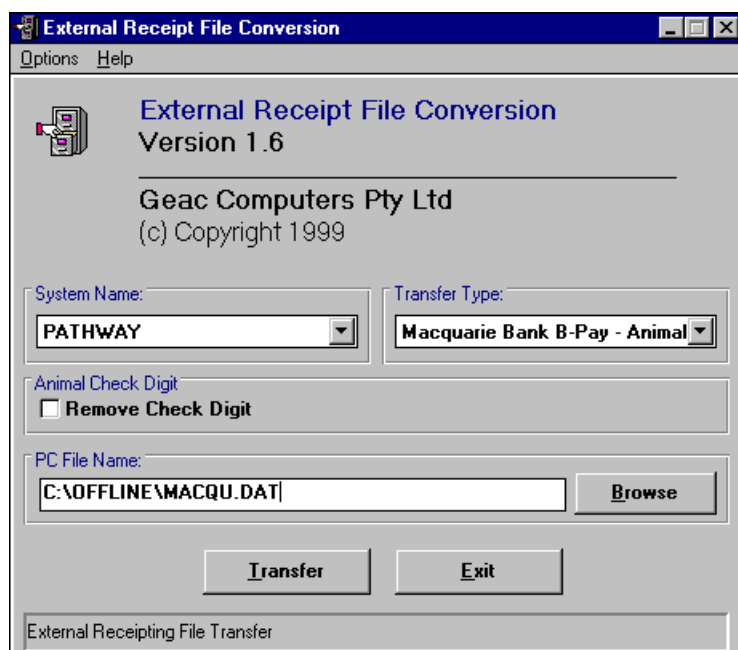 External Receipt File Conversion
Options Help
External Receipt File Conversion
Version 1.6
Geac Computers Pty Ltd
(c) Copyright 1999
System Name:
Transfer Type:
PATHWAY
Macquarie Bank B-Pay - Animal
Animal Check Digit
Remove Check Digit
PC File Name:
C:\OFFLINE\MACQU.DAT
Browse
Transfer
Exit
External Receipting File Transfer